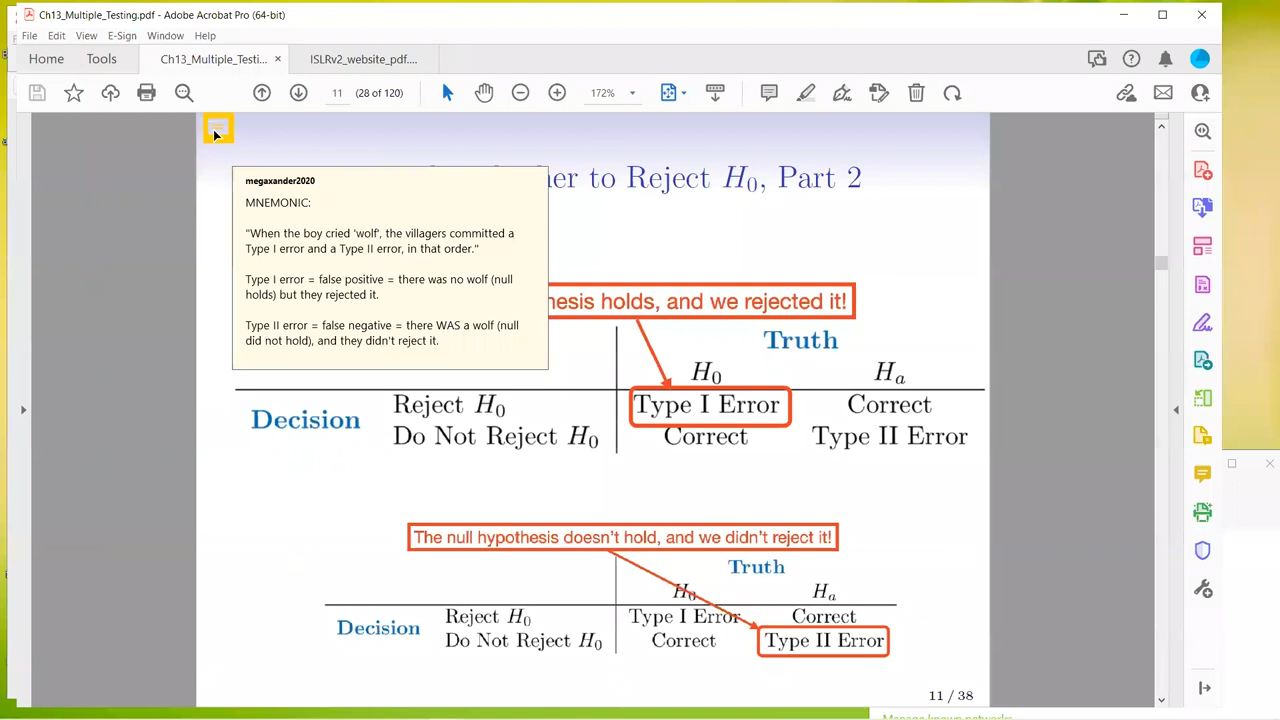 Ch13_Multiple_Testing.pdf - Adobe Acrobat Pro (64-bit)
File Edit View E-Sign Window Help
Home Tools Ch13_Multiple_Testi... × ISLRv2_website_pdf....
11 (28 of 120) 172%
to Reject H0, Part 2
megaxander2020
MNEMONIC:
"When the boy cried 'wolf', the villagers committed a
Type I error and a Type II error, in that order."
Type I error = false positive = there was no wolf (null
holds) but they rejected it.
Type II error = false negative = there WAS a wolf (null
did not hold), and they didn't reject it.
holds, and we rejected it!
Truth
H0 Ha
Decision Reject H0 Type I Error Correct
Do Not Reject H0 Correct Type II Error
The null hypothesis doesn't hold, and we didn't reject it!
Truth
H0 Ha
Decision Reject H0 Type I Error Correct
Do Not Reject H0 Correct Type II Error
11 / 38